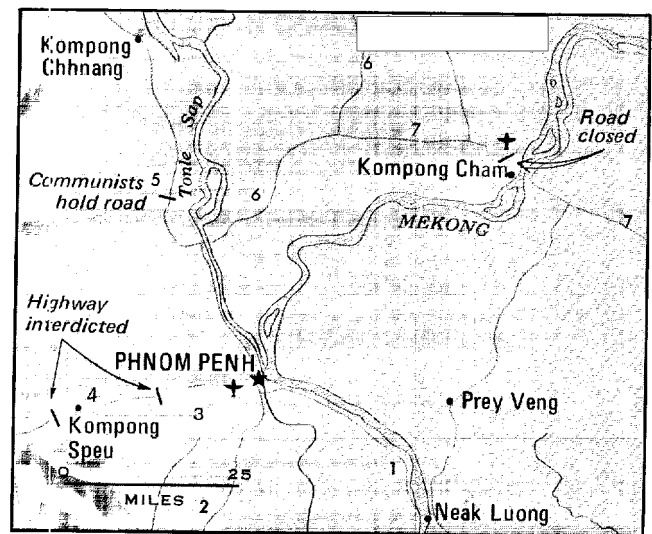 Kompong
Chhnang
6
Tonle Sap
7
Road
closed
Kompong Cham
Communists
hold road
5
6
MEKONG
7
Highway
interdicted
PHNOM PENH
4
3
Kompong
Speu
Prey Veng
0
25
MILES
2
1
Neak Luong